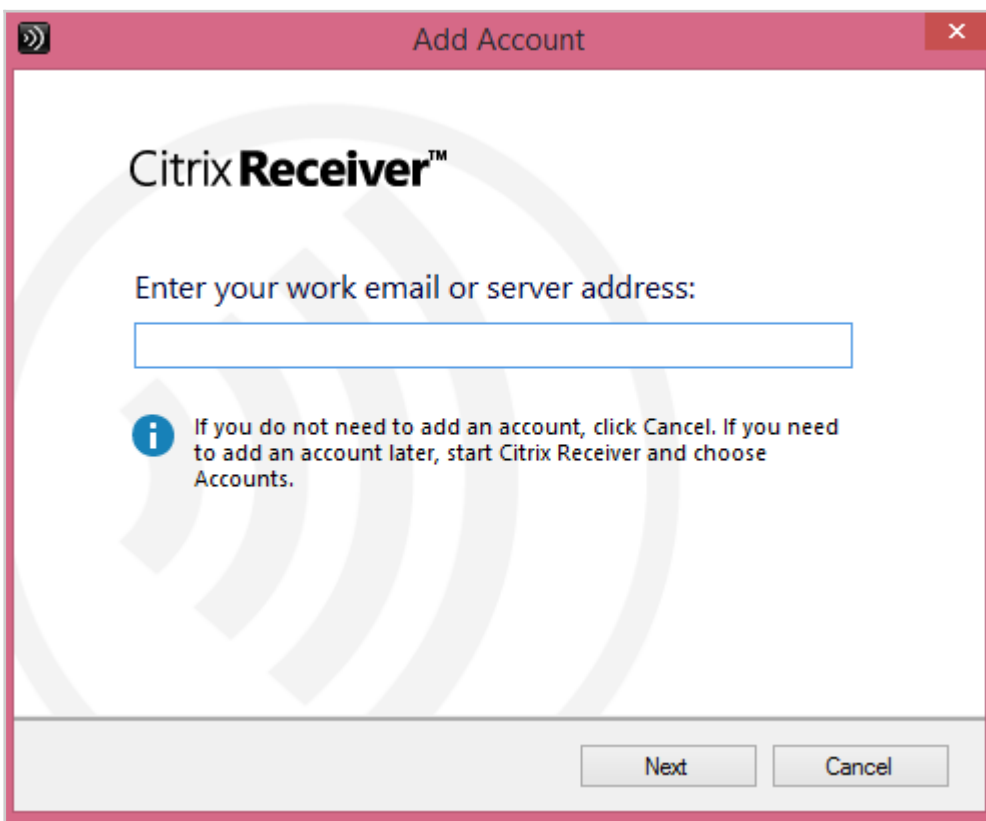 Add Account
Citrix Receiver™
Enter your work email or server address:
If you do not need to add an account, click Cancel. If you need
to add an account later, start Citrix Receiver and choose
Accounts.
Next Cancel